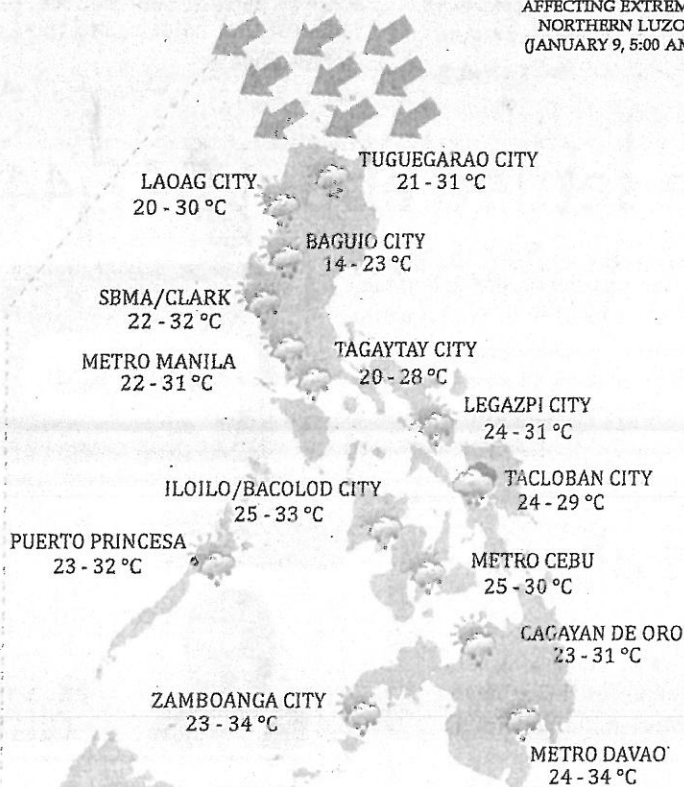 AFFECTING EXTREM
NORTHERN LUZO
(JANUARY 9, 5:00 AM
TUGUEGARAO CITY
21 - 31 °C
LAOAG CITY
20 - 30 °C
BAGUIO CITY
14 - 23 °C
SBMA/CLARK
22 - 32 °C
METRO MANILA
22 - 31 °C
TAGAYTAY CITY
20 - 28 °C
LEGAZPI CITY
24 - 31 °C
TACLOBAN CITY
24 - 29 °C
ILOILO/BACOLOD CITY
25 - 33 °C
PUERTO PRINCESA
23 - 32 °C
METRO CEBU
25 - 30 °C
CAGAYAN DE ORO
23 - 31 °C
ZAMBOANGA CITY
23 - 34 °C
METRO DAVAO
24 - 34 °C